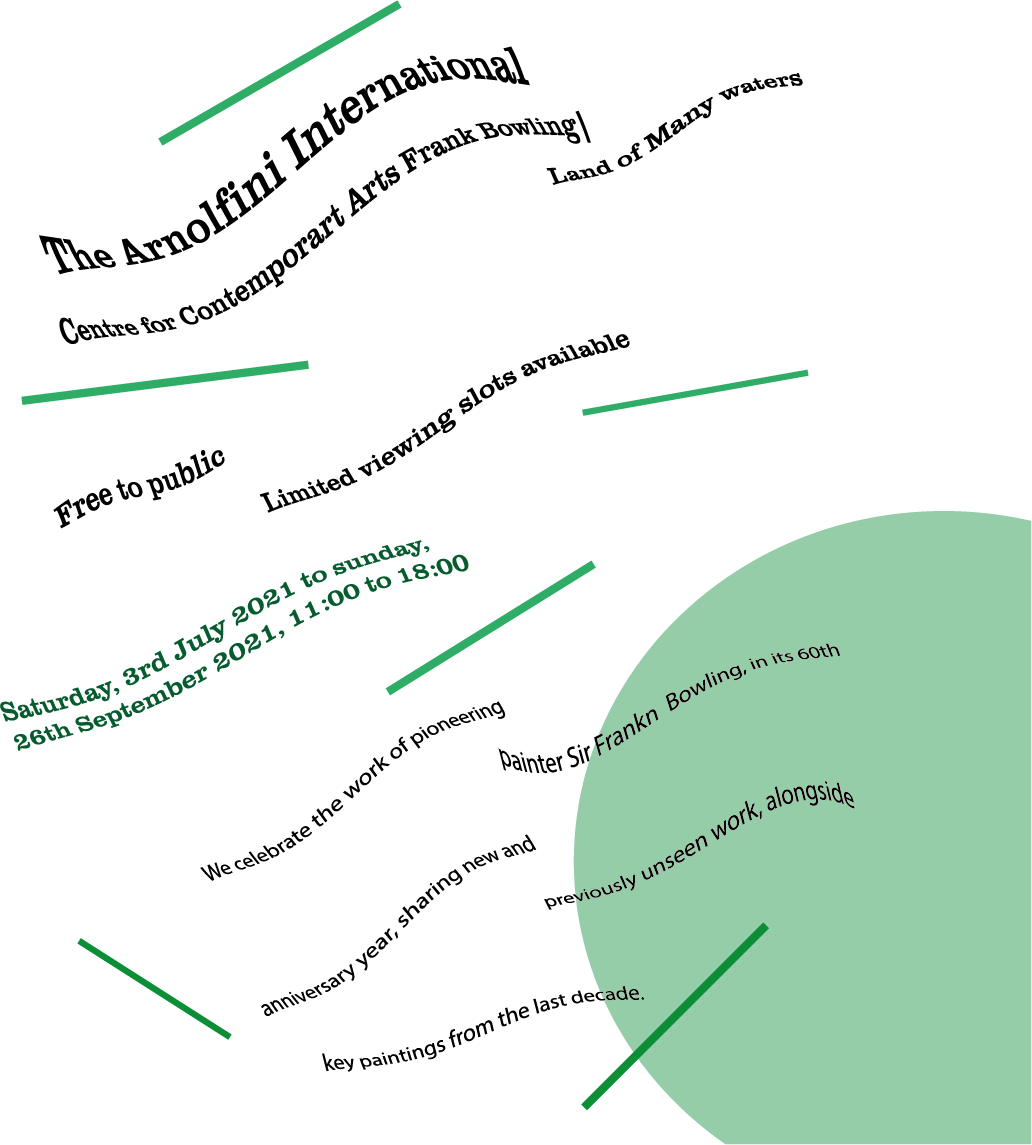 The Arnolfini International
Centre for Contemporart Arts Frank Bowling|
Land of Many waters
Limited viewing slots available
Free to public
Saturday, 3rd July 2021 to sunday,
26th September 2021, 11:00 to 18:00
We celebrate the work of pioneering
painter Sir Frankn Bowling, in its 60th
anniversary year, sharing new and
previously unseen work, alongside
key paintings from the last decade.